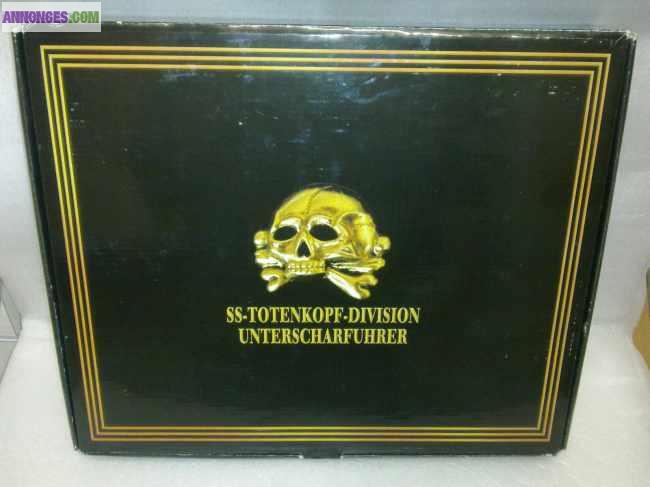 ANNONCES.COM
SS-TOTENKOPF-DIVISION
UNTERSCHARFUHRER